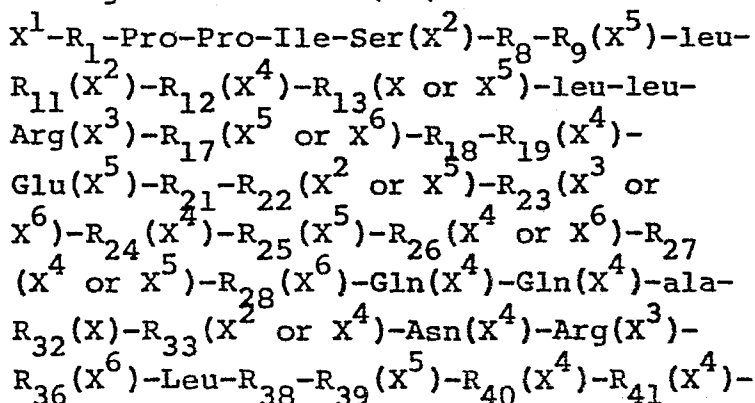 X¹-R₁-Pro-Pro-Ile-Ser(X²)-R₈-R₉(X⁵)-leu-
R₁₁(X²)-R₁₂(X⁴)-R₁₃(X or X⁵)-leu-leu-
Arg(X³)-R₁₇(X⁵ or X⁶)-R₁₈-R₁₉(X⁴)-
Glu(X⁵)-R₂₁-R₂₂(X² or X⁵)-R₂₃(X³ or
X⁶)-R₂₄(X⁴)-R₂₅(X⁵)-R₂₆(X⁴ or X⁶)-R₂₇
(X⁴ or X⁵)-R₂₈(X⁶)-Gln(X⁴)-Gln(X⁴)-ala-
R₃₂(X)-R₃₃(X² or X⁴)-Asn(X⁴)-Arg(X³)-
R₃₆(X⁶)-Leu-R₃₈-R₃₉(X⁵)-R₄₀(X⁴)-R₄₁(X⁴)-